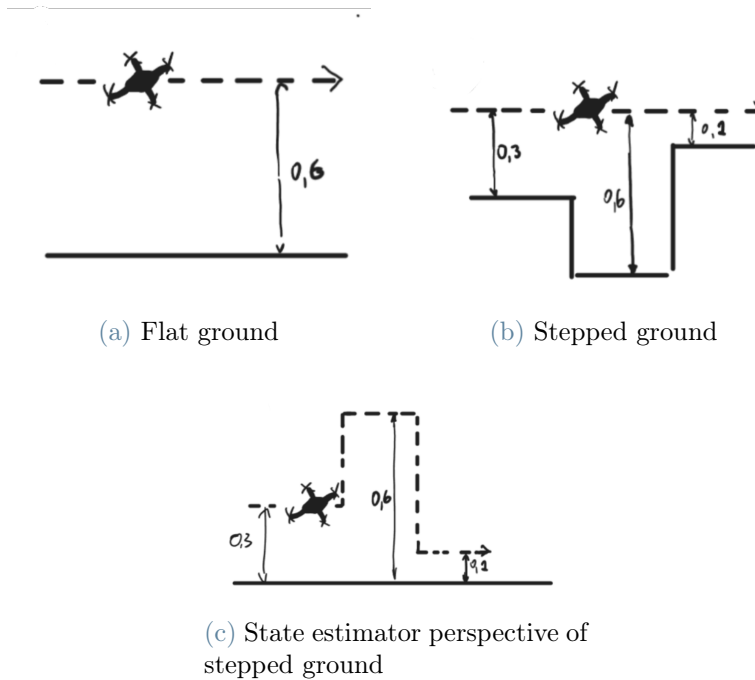 0,6
0,3
0,6
0,1
(a) Flat ground
(b) Stepped ground
0,3
0,6
0,1
(c) State estimator perspective of
stepped ground